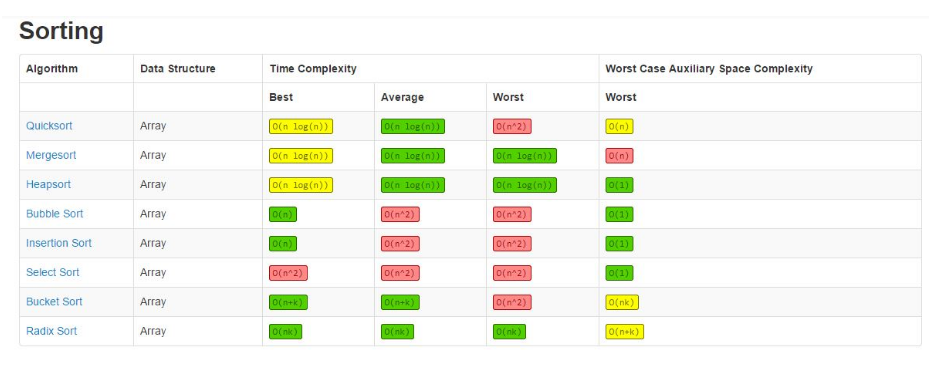 Sorting
Algorithm Data Structure Time Complexity Worst Case Auxiliary Space Complexity
Best Average Worst Worst
Quicksort Array O(n log(n)) O(n log(n)) O(n^2) O(n)
Mergesort Array O(n log(n)) O(n log(n)) O(n log(n)) O(n)
Heapsort Array O(n log(n)) O(n log(n)) O(n log(n)) O(1)
Bubble Sort Array O(n) O(n^2) O(n^2) O(1)
Insertion Sort Array O(n) O(n^2) O(n^2) O(1)
Select Sort Array O(n^2) O(n^2) O(n^2) O(1)
Bucket Sort Array O(n+k) O(n+k) O(n^2) O(nk)
Radix Sort Array O(nk) O(nk) O(nk) O(n+k)